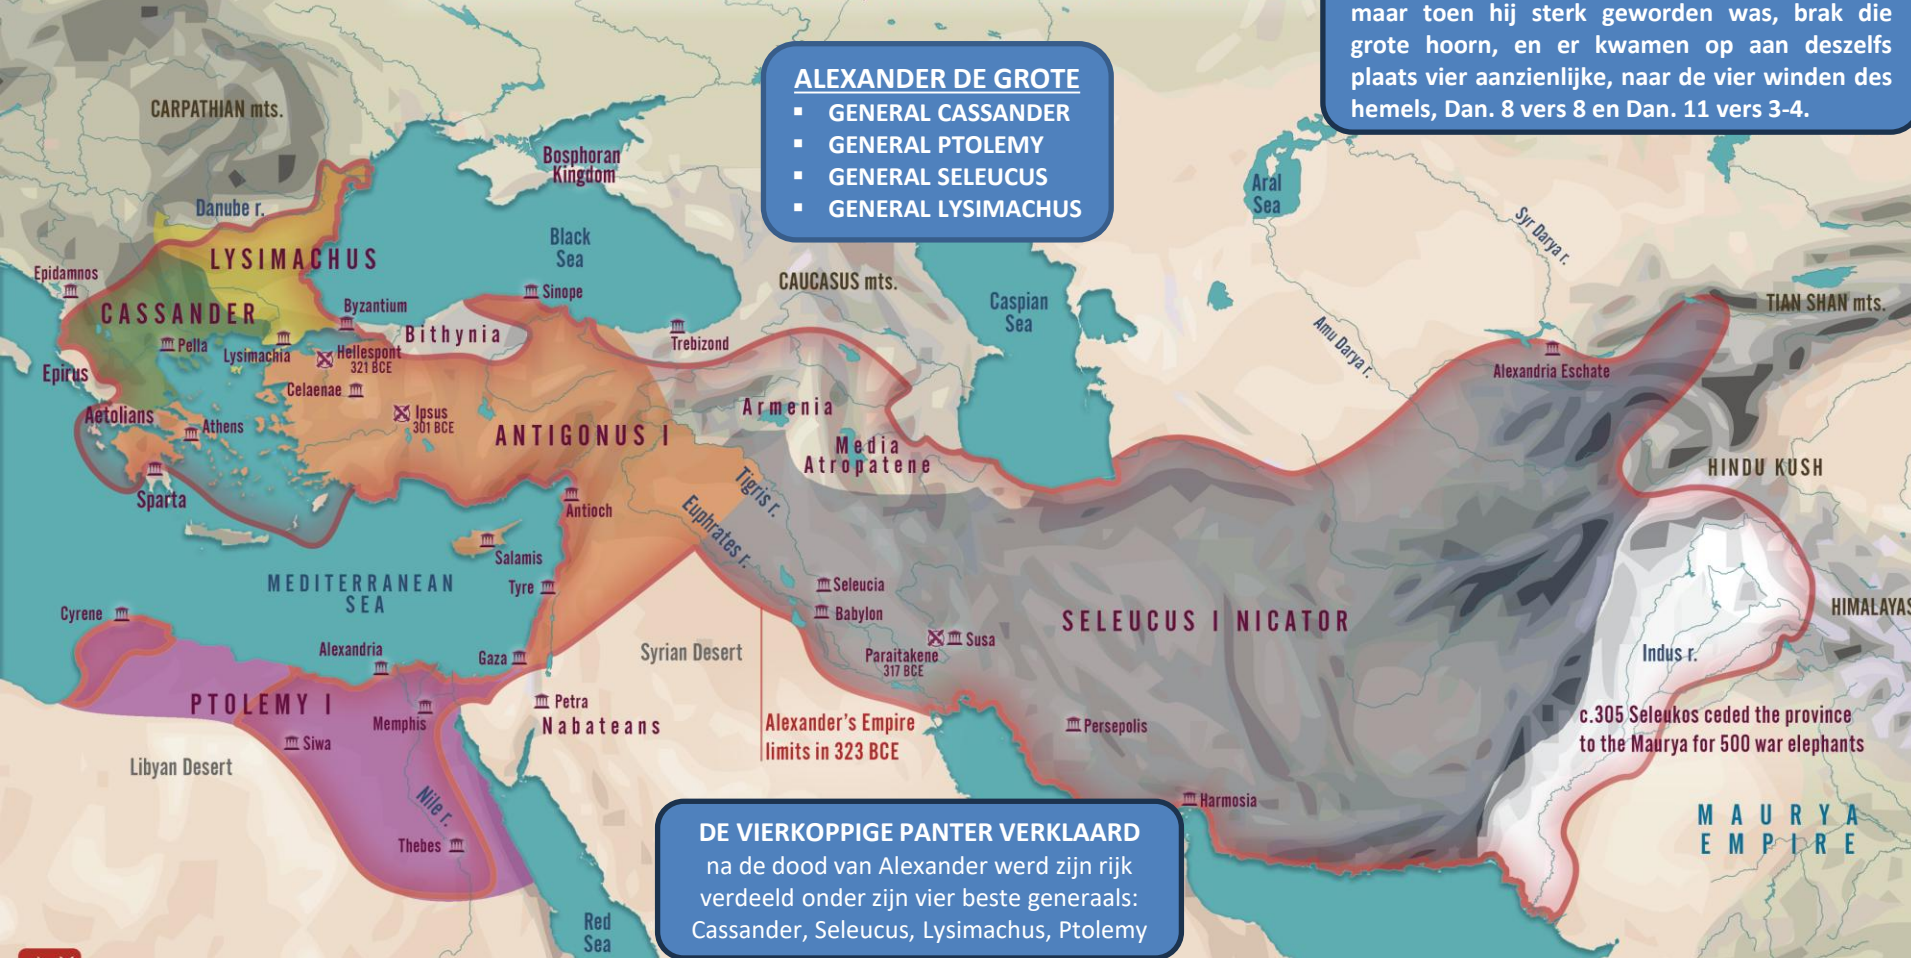 maar toen hij sterk geworden was, brak die
grote hoorn, en er kwamen op aan deszelfs
plaats vier aanzienlijke, naar de vier winden des
hemels, Dan. 8 vers 8 en Dan. 11 vers 3-4.
ALEXANDER DE GROTE
▪ GENERAL CASSANDER
▪ GENERAL PTOLEMY
▪ GENERAL SELEUCUS
▪ GENERAL LYSIMACHUS
CARPATHIAN mts.
Bosphoran
Kingdom
Aral
Sea
Danube r.
Syr Darya r.
Black
Sea
LYSIMACHUS
Epidamnos
CAUCASUS mts.
Sinope
Caspian
Sea
TIAN SHAN mts.
CASSANDER
Byzantium
Bithynia
Trebizond
Amu Darya r.
Pella
Lysimachia
Hellespont
321 BCE
Epirus
Celaenae
Alexandria Eschate
Aetolians
Athens
Ipsus
301 BCE
ANTIGONUS I
Armenia
Media
Atropatene
HINDU KUSH
Sparta
Tigris r.
Antioch
Euphrates r.
Salamis
MEDITERRANEAN
SEA
Tyre
Seleucia
Babylon
SELEUCUS I NICATOR
HIMALAYAS
Cyrene
Alexandria
Gaza
Syrian Desert
Susa
Paraitakene
317 BCE
Indus r.
PTOLEMY I
Memphis
Petra
Nabateans
Siwa
Alexander's Empire
limits in 323 BCE
Persepolis
c.305 Seleukos ceded the province
to the Maurya for 500 war elephants
Libyan Desert
Nile r.
Harmosia
MAURYA
EMPIRE
Thebes
DE VIERKOPPIGE PANTER VERKLAARD
na de dood van Alexander werd zijn rijk
verdeeld onder zijn vier beste generaals:
Cassander, Seleucus, Lysimachus, Ptolemy
Red
Sea